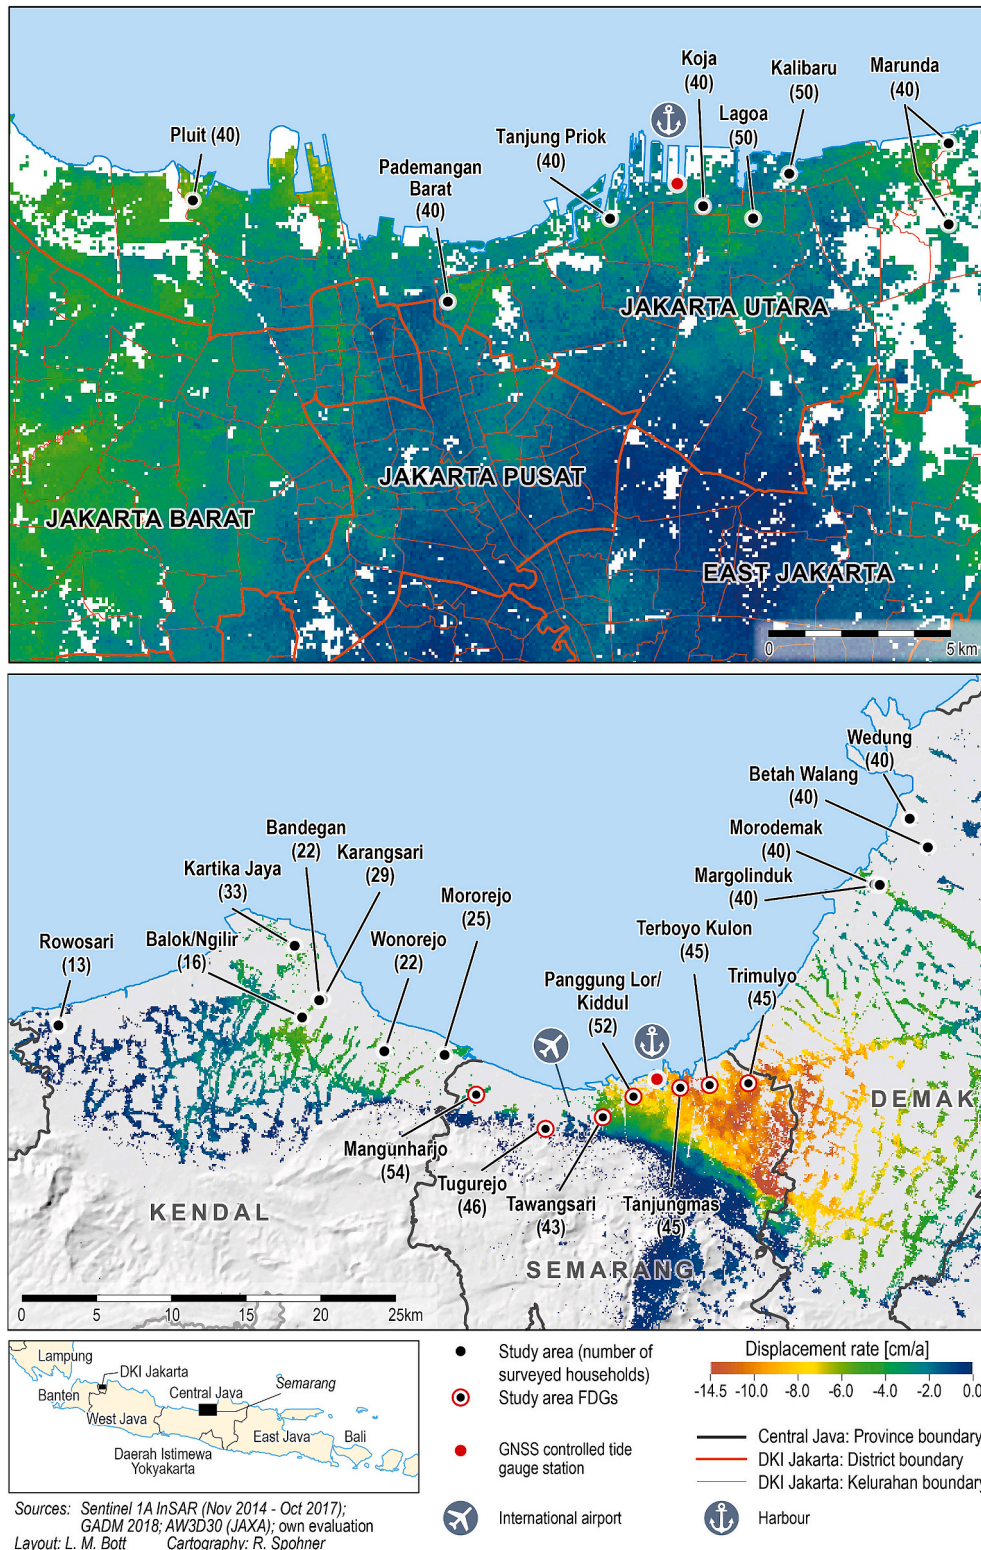 Koja
(40)
Kalibaru
(50)
Marunda
(40)
Lagoa
(50)
Pluit (40)
Tanjung Priok
(40)
Pademangan
Barat
(40)
JAKARTA UTARA
JAKARTA PUSAT
JAKARTA BARAT
EAST JAKARTA
0 5 km
Wedung
(40)
Betah Walang
(40)
Morodemak
(40)
Margolinduk
(40)
Bandegan
(22)
Karangsari
(29)
Kartika Jaya
(33)
Mororejo
(25)
Rowosari
(13)
Balok/Ngilir
(16)
Wonorejo
(22)
Terboyo Kulon
(45)
Panggung Lor/
Kiddul
(52)
Trimulyo
(45)
DEMAK
Mangunharjo
(54)
Tugurejo
(46)
Tawangsari
(43)
Tanjungmas
(45)
KENDAL
SEMARANG
0 5 10 15 20 25km
Lampung
DKI Jakarta
Banten
Central Java
Semarang
West Java
East Java
Bali
Daerah Istimewa
Yokyakarta
Study area (number of
surveyed households)
Study area FDGs
GNSS controlled tide
gauge station
International airport
Displacement rate [cm/a]
-14.5 -10.0 -8.0 -6.0 -4.0 -2.0 0.0
Central Java: Province boundary
DKI Jakarta: District boundary
DKI Jakarta: Kelurahan boundary
Harbour
Sources: Sentinel 1A InSAR (Nov 2014 - Oct 2017);
GADM 2018; AW3D30 (JAXA); own evaluation
Layout: L. M. Bott Cartography: R. Spohner